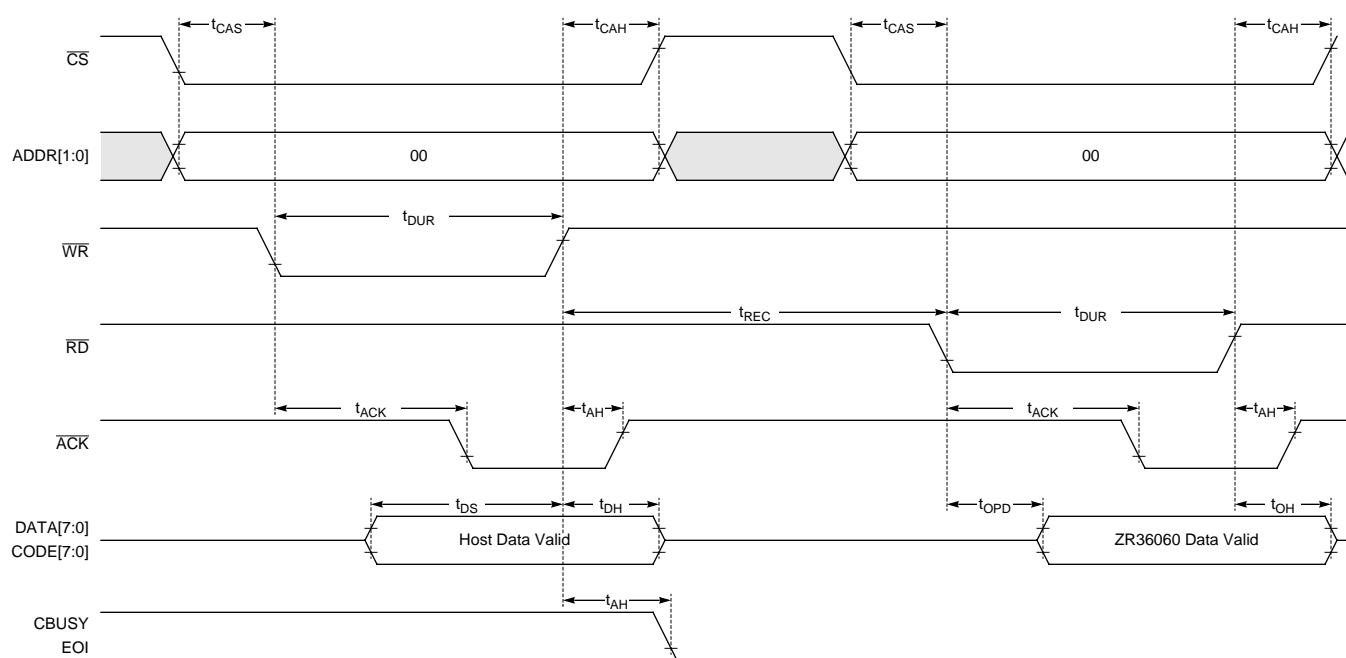 tCAS tCAH tCAS tCAH
CS
ADDR[1:0] 00 00
tDUR
WR
tREC tDUR
RD
tACK tAH tACK tAH
ACK
tDS tDH tOPD tOH
DATA[7:0]
CODE[7:0]
Host Data Valid ZR36060 Data Valid
tAH
CBUSY
EOI